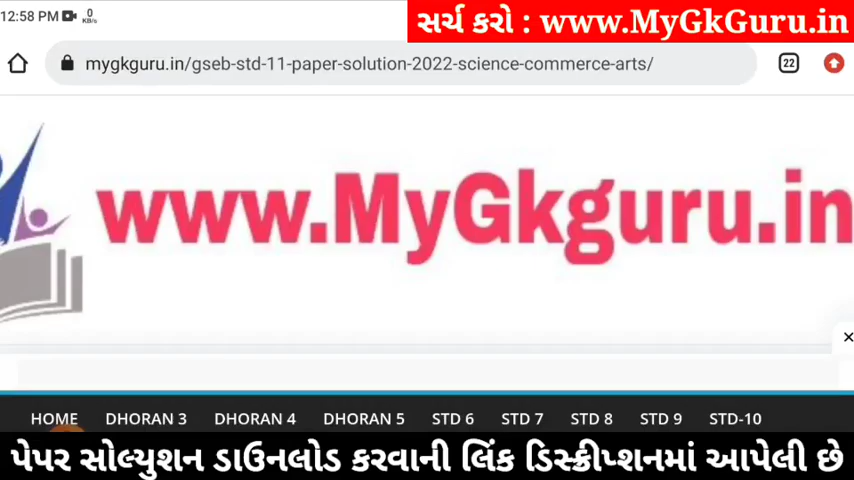 12:58 PM 0 KB/s
સર્ચ કરો : www.MyGkGuru.in
mygkguru.in/gseb-std-11-paper-solution-2022-science-commerce-arts/ 22
www.MyGkguru.in
HOME DHORAN 3 DHORAN 4 DHORAN 5 STD 6 STD 7 STD 8 STD 9 STD-10
પેપર સોલ્યુશન ડાઉનલોડ કરવાની લિંક ડિસ્ક્રીપ્શનમાં આપેલી છે